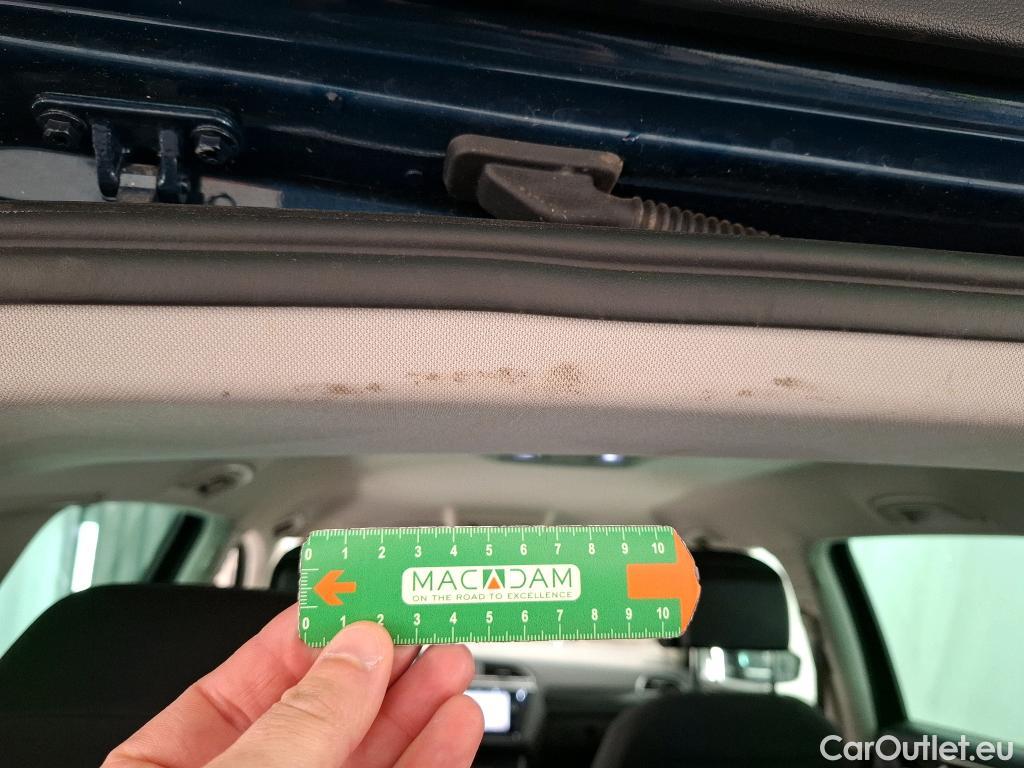 0 1 2 3 4 5 6 7 8 9 10
MACADAM
ON THE ROAD TO EXCELLENCE
0 1 2 3 4 5 6 7 8 9 10
CarOutlet.eu